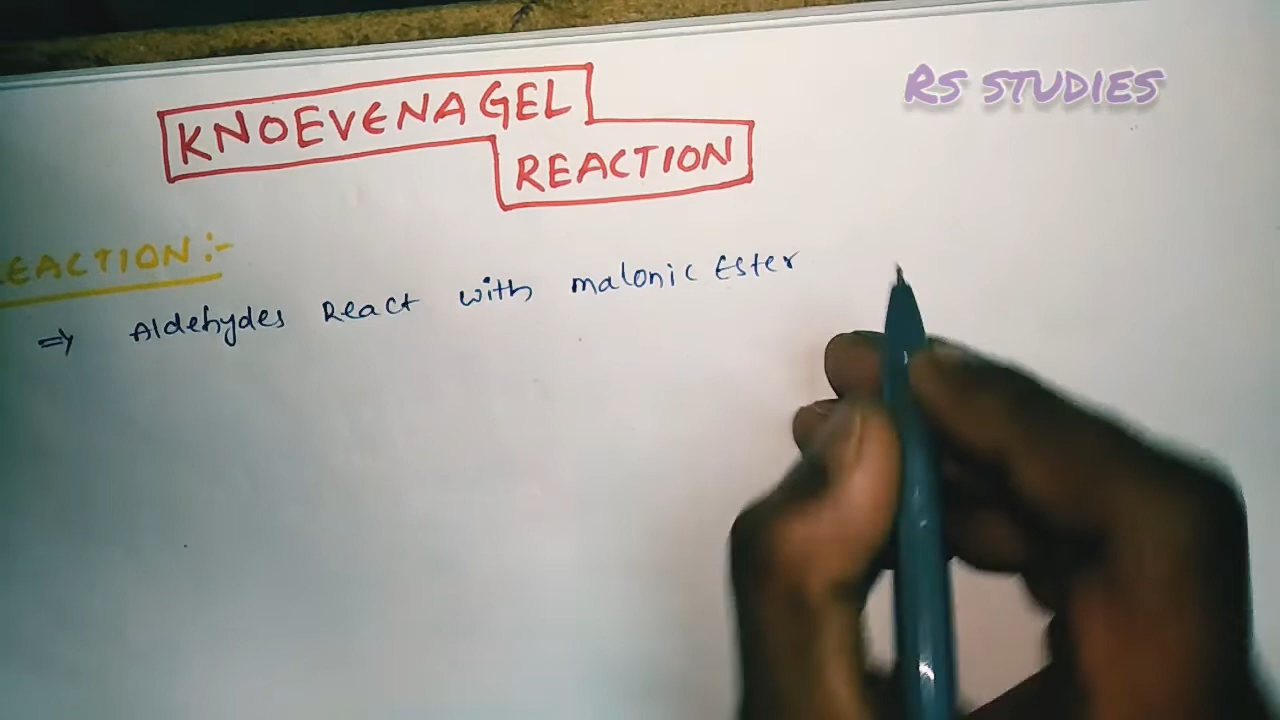 RS STUDIES
KNOEVENAGEL
REACTION
EACTION:-
⇒ Aldehydes React with malonic Ester